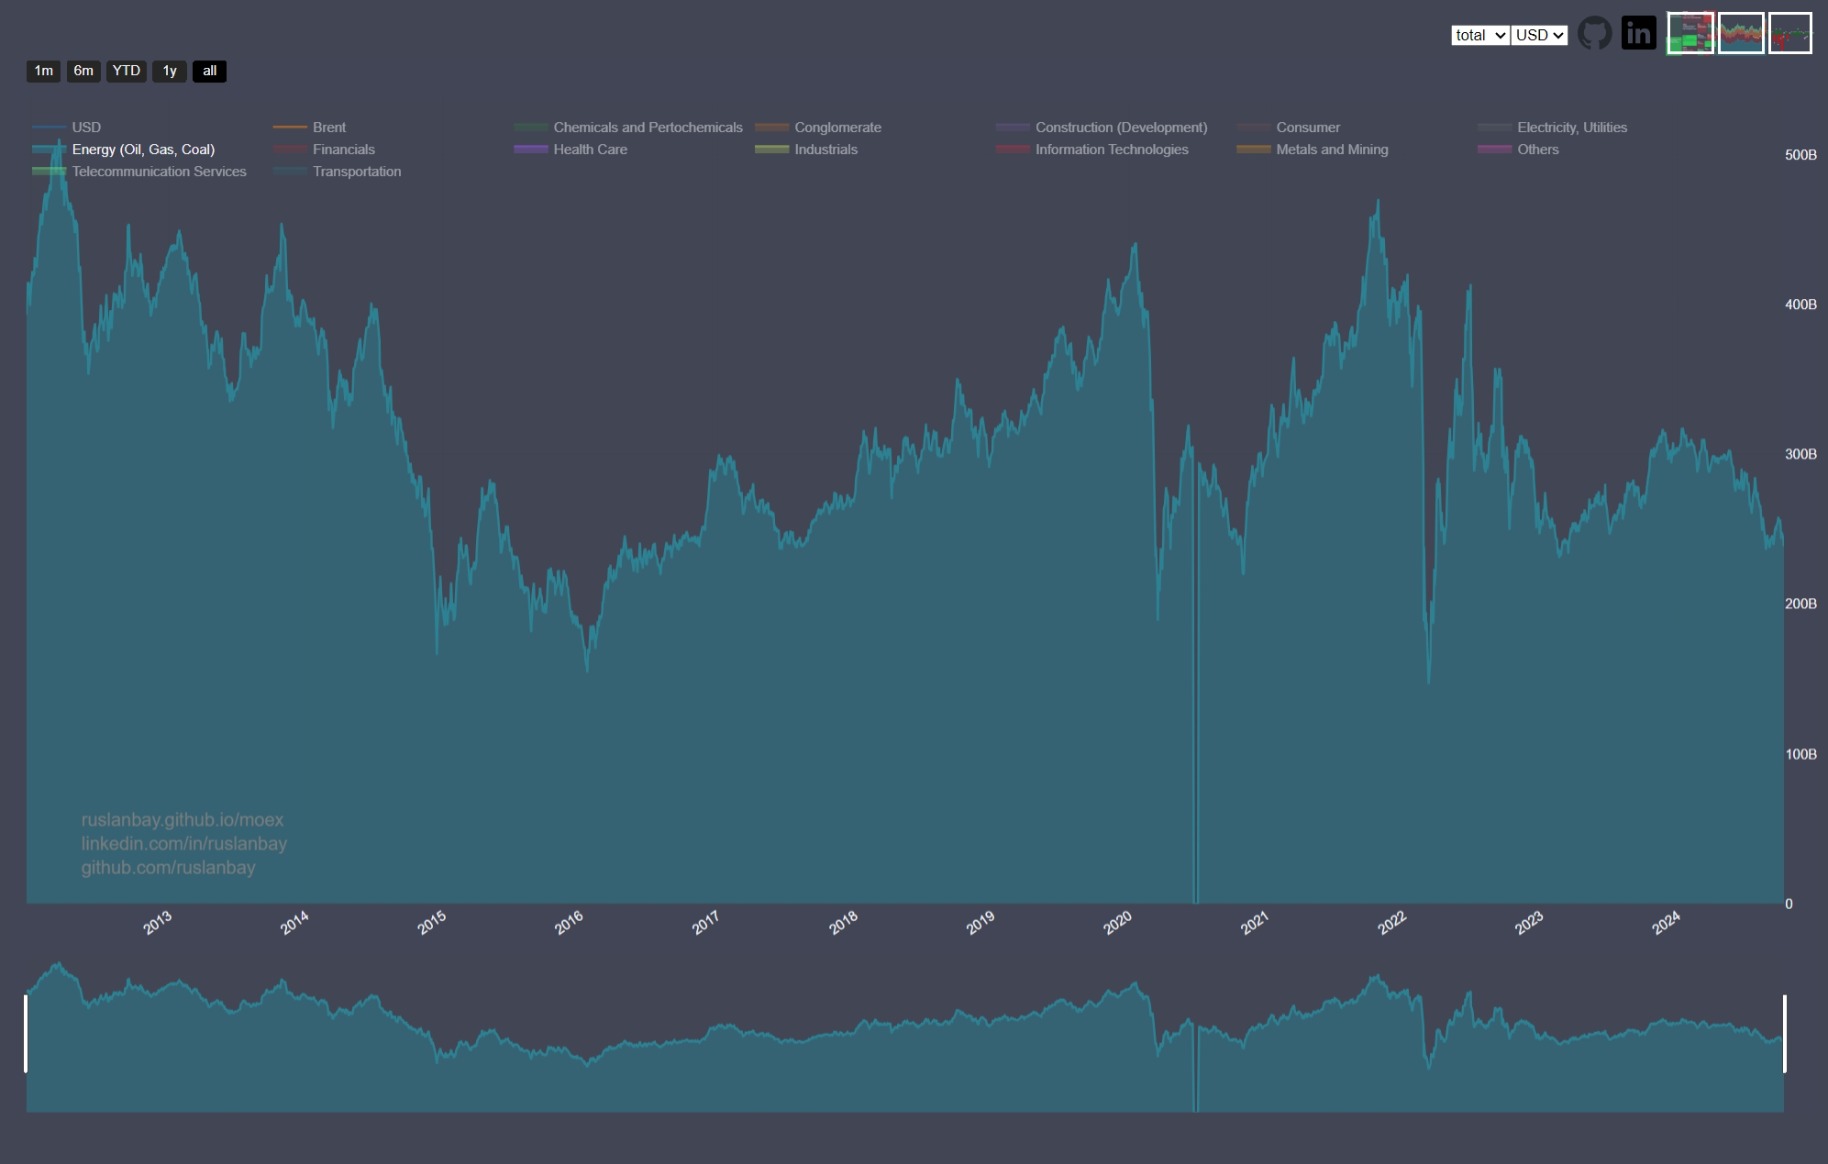 total USD in
1m 6m YTD 1y all
USD Brent Chemicals and Pertochemicals Conglomerate Construction (Development) Consumer Electricity, Utilities
Energy (Oil, Gas, Coal) Financials Health Care Industrials Information Technologies Metals and Mining Others
Telecommunication Services Transportation
500B
400B
300B
200B
100B
0
ruslanbay.github.io/moex
linkedin.com/in/ruslanbay
github.com/ruslanbay
2013 2014 2015 2016 2017 2018 2019 2020 2021 2022 2023 2024